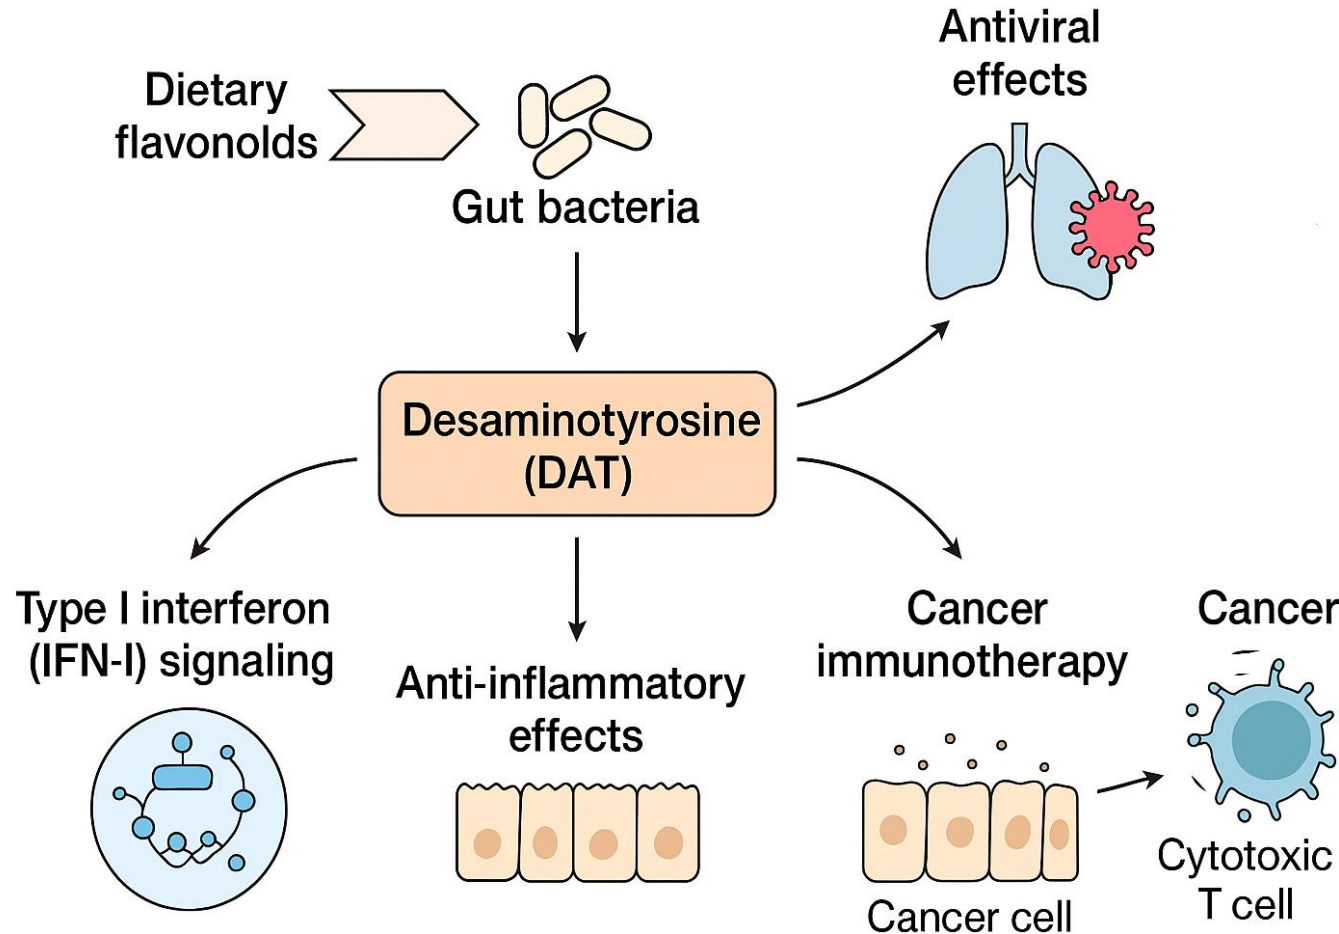 Dietary
flavonolds
Gut bacteria
Antiviral
effects
Desaminotyrosine
(DAT)
Type I interferon
(IFN-I) signaling
Anti-inflammatory
effects
Cancer
immunotherapy
Cancer
Cancer cell
Cytotoxic
T cell